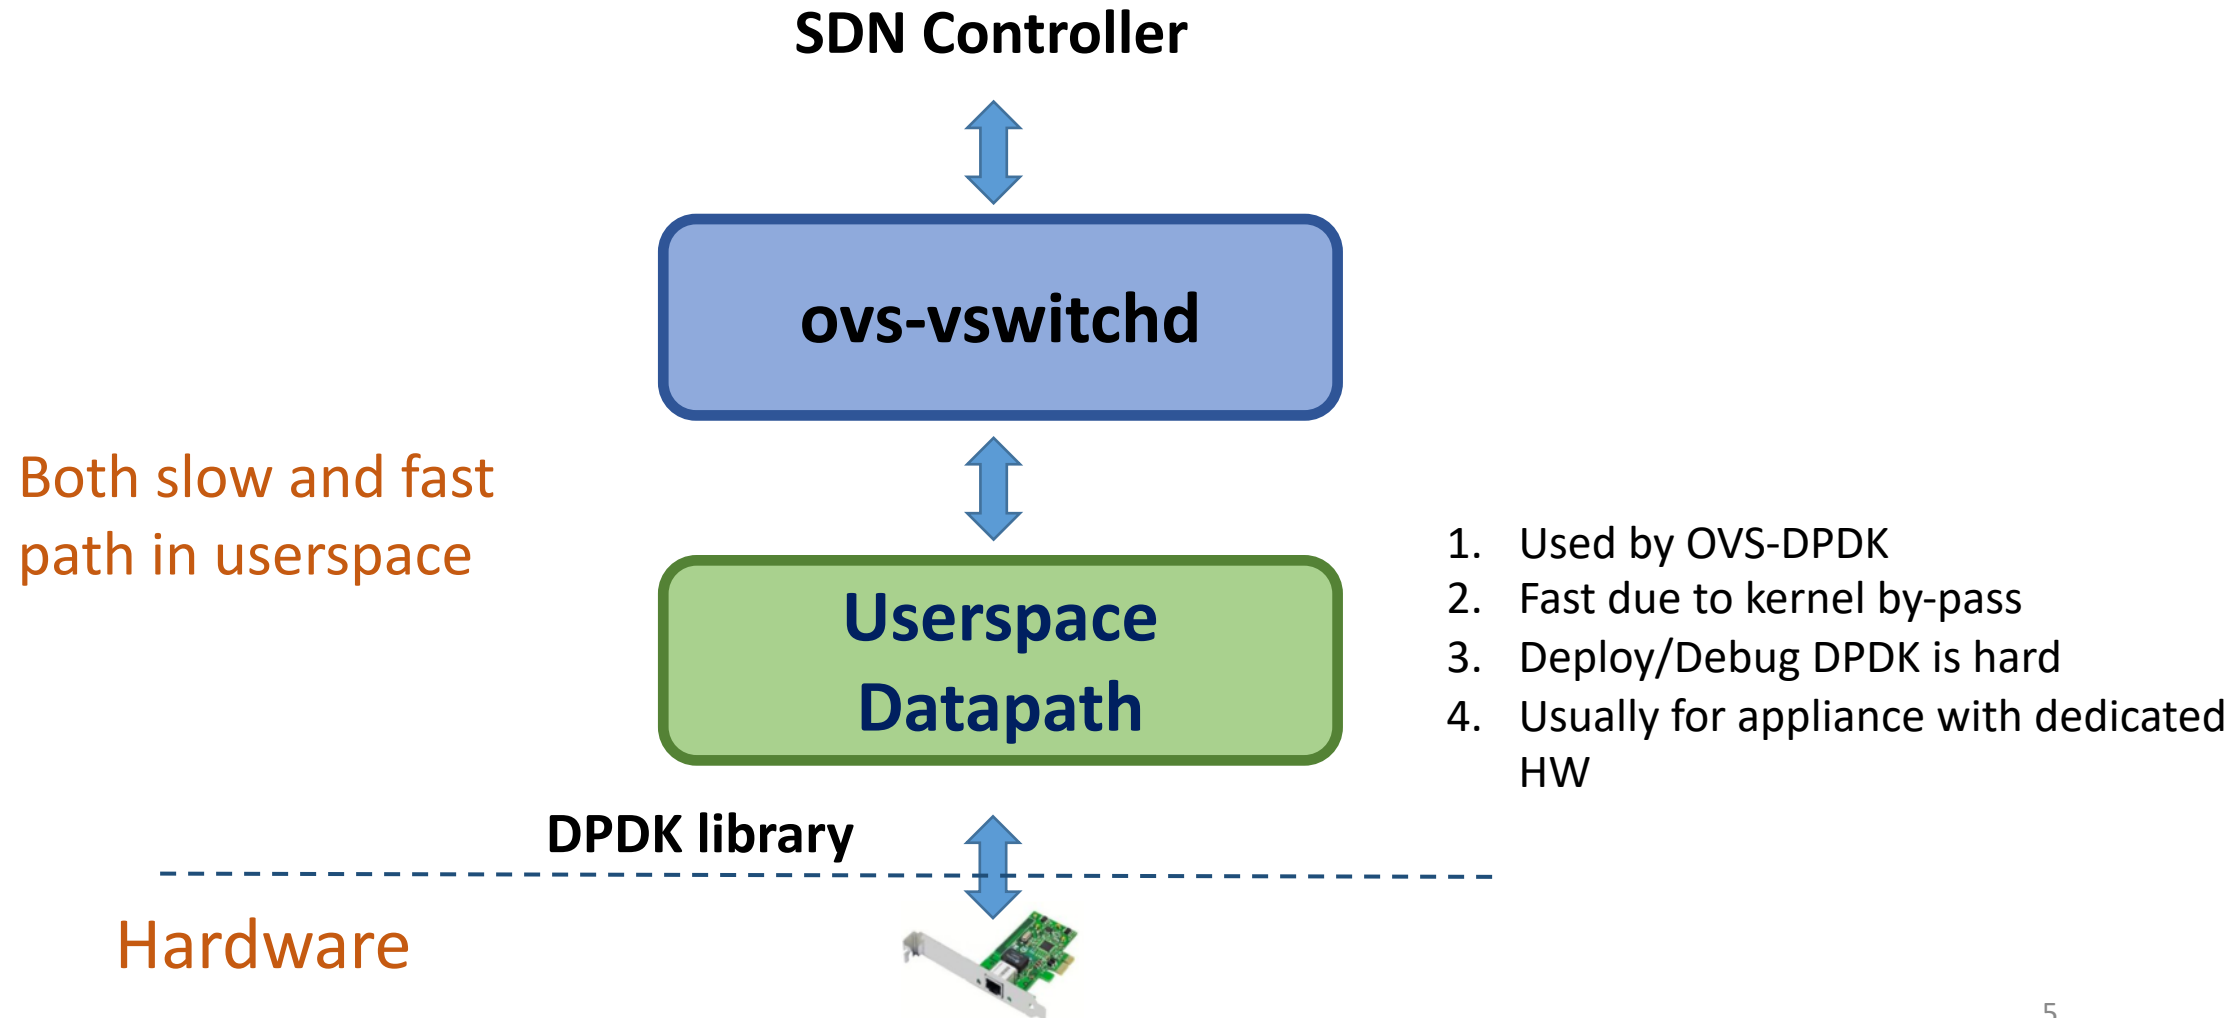 SDN Controller
ovs-vswitchd
Both slow and fast
path in userspace
Userspace
Datapath
1. Used by OVS-DPDK
2. Fast due to kernel by-pass
3. Deploy/Debug DPDK is hard
4. Usually for appliance with dedicated
HW
DPDK library
Hardware
5